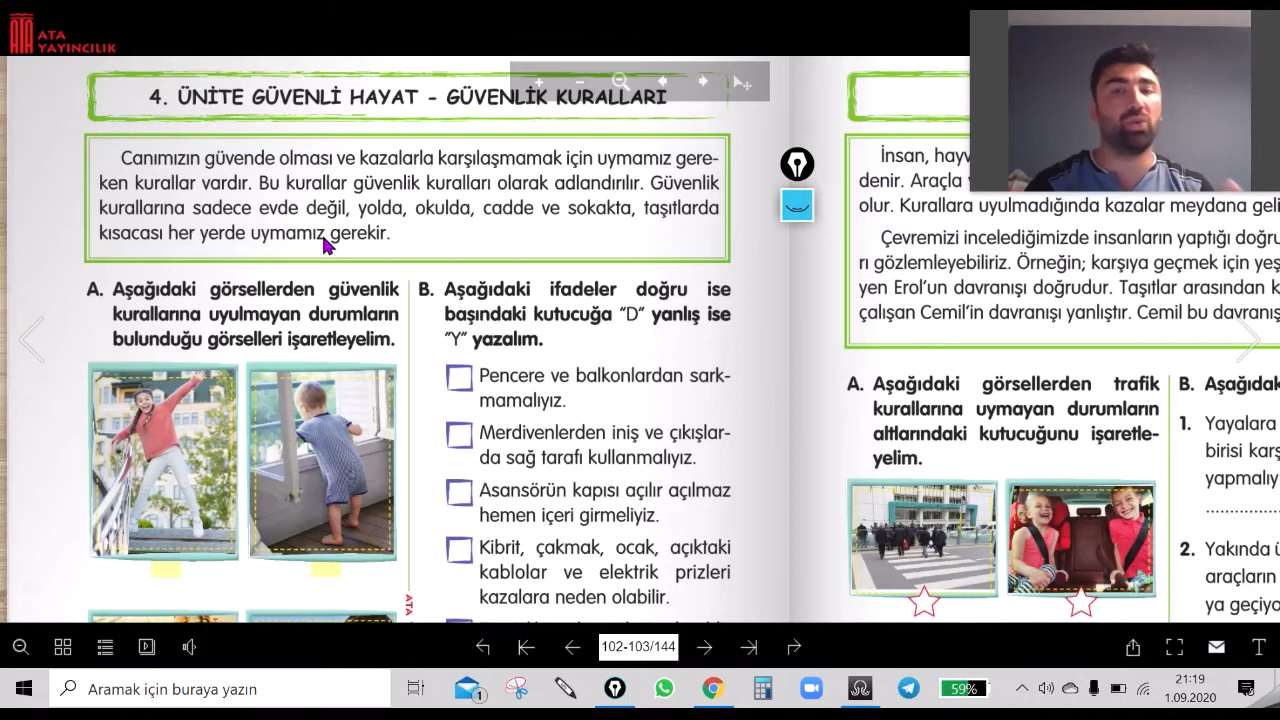 ATA
YAYINCILIK
4. ÜNİTE GÜVENLİ HAYAT - GÜVENLİK KURALLARI
Canımızın güvende olması ve kazalarla karşılaşmamak için uymamız gere-
ken kurallar vardır. Bu kurallar güvenlik kuralları olarak adlandırılır. Güvenlik
kurallarına sadece evde değil, yolda, okulda, cadde ve sokakta, taşıtlarda
kısacası her yerde uymamız gerekir.
A. Aşağıdaki görsellerden güvenlik
kurallarına uyulmayan durumların
bulunduğu görselleri işaretleyelim.
B. Aşağıdaki ifadeler doğru ise
başındaki kutucuğa "D" yanlış ise
"Y" yazalım.
Pencere ve balkonlardan sark-
mamalıyız.
Merdivenlerden iniş ve çıkışlar-
da sağ tarafı kullanmalıyız.
Asansörün kapısı açılır açılmaz
hemen içeri girmeliyiz.
Kibrit, çakmak, ocak, açıktaki
kablolar ve elektrik prizleri
kazalara neden olabilir.
ATA
İnsan, hayv
denir. Araçla
olur. Kurallara uyulmadığında kazalar meydana geli
Çevremizi incelediğimizde insanların yaptığı doğru
rı gözlemleyebiliriz. Örneğin; karşıya geçmek için yeş
yen Erol'un davranışı doğrudur. Taşıtlar arasından k
çalışan Cemil'in davranışı yanlıştır. Cemil bu davranış
A. Aşağıdaki görsellerden trafik
kurallarına uymayan durumların
altlarındaki kutucuğunu işaretle-
yelim.
B. Aşağıdak
1. Yayalara
birisi karş
yapmalıy
2. Yakında ü
araçların
ya geçiyo
102-103/144
T
Aramak için buraya yazın
1
59%
21:19
1.09.2020